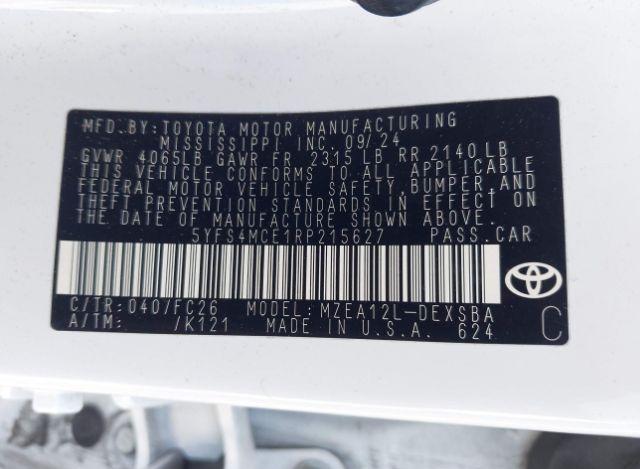 MFD. BY: TOYOTA MOTOR MANUFACTURING
MISSISSIPPI INC. 09/24
GVWR 4065LB GAWR FR 2315 LB RR 2140 LB
THIS VEHICLE CONFORMS TO ALL APPLICABLE
FEDERAL MOTOR VEHICLE SAFETY, BUMPER, AND
THEFT PREVENTION STANDARDS IN EFFECT ON
THE DATE OF MANUFACTURE SHOWN ABOVE.
5YFS4MCE1RP215627 PASS. CAR
C/TR: 040/FC26 MODEL: MZEA12L-DEXSBA
A/TM: /K121 MADE IN U.S.A. 624 C